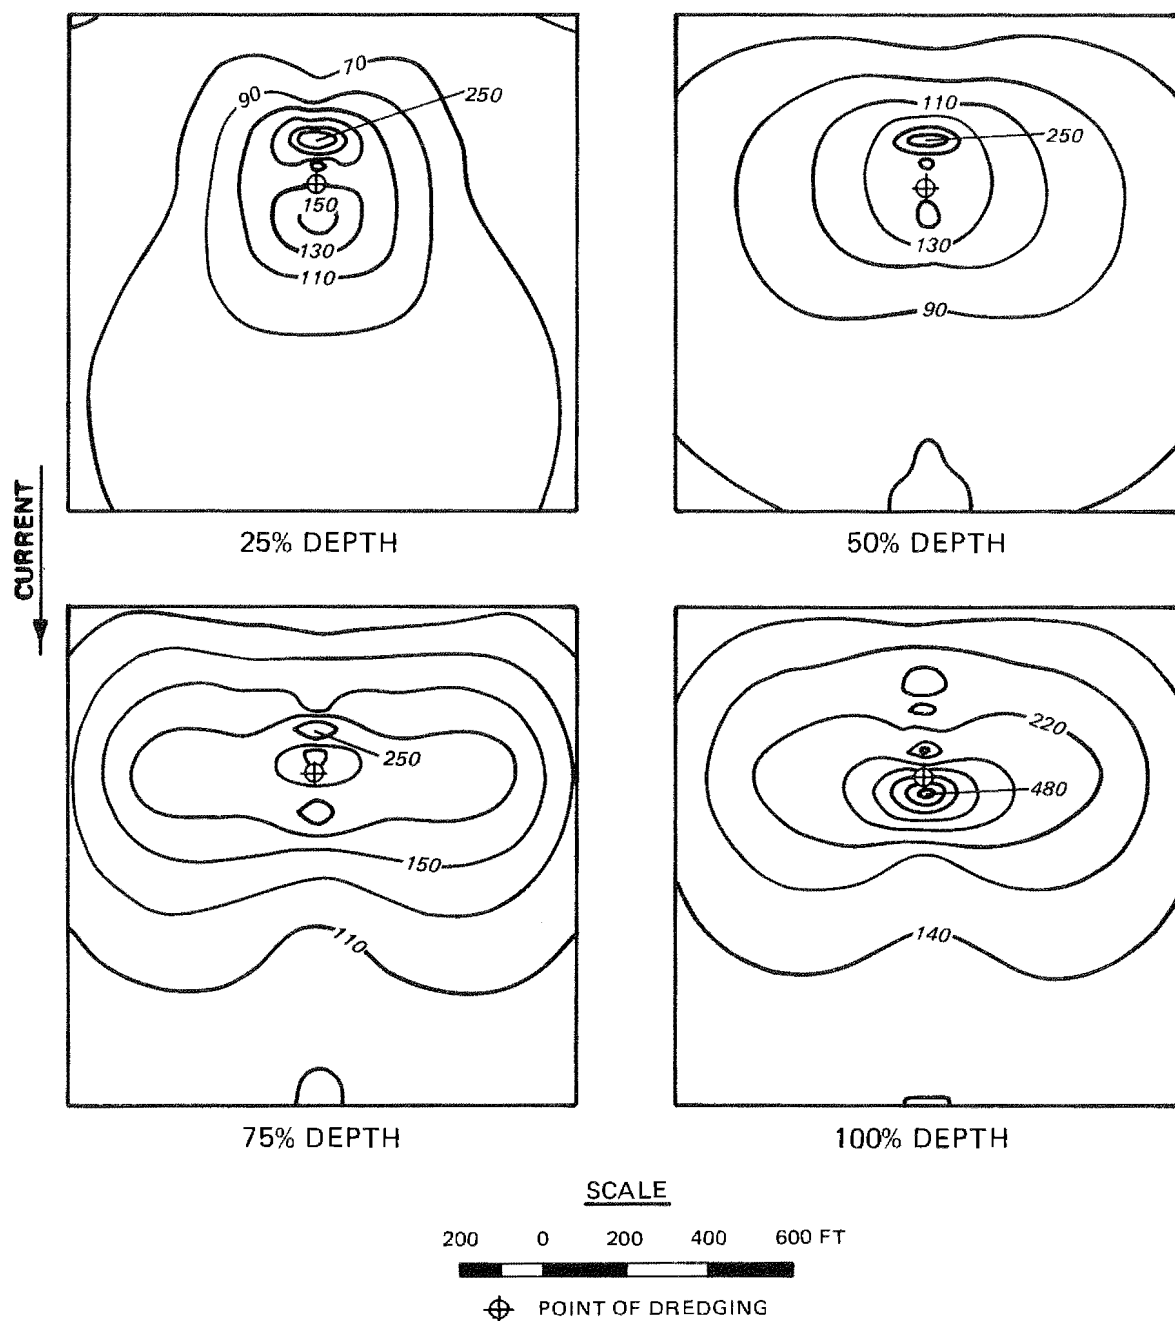 70
90
250
150
130
110
25% DEPTH
110
250
130
90
50% DEPTH
CURRENT
250
150
110
75% DEPTH
220
480
140
100% DEPTH
SCALE
200 0 200 400 600 FT
POINT OF DREDGING